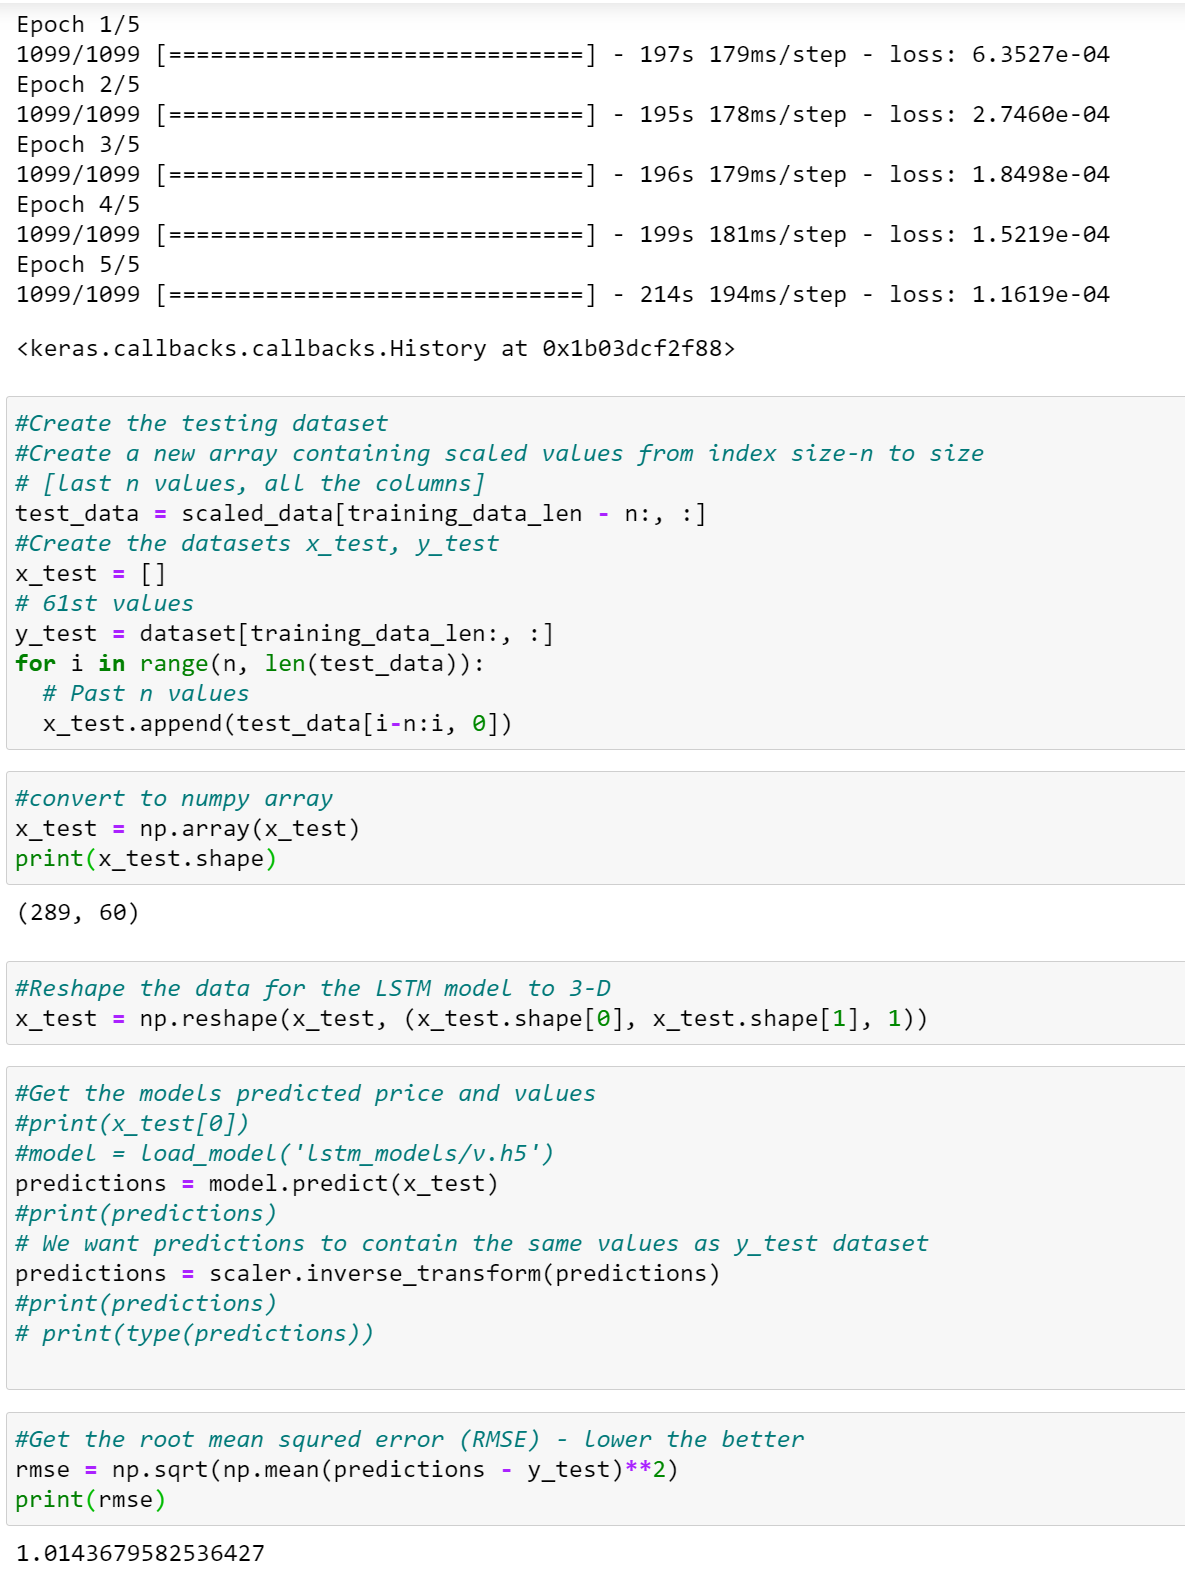 Epoch 1/5
1099/1099 [==============================] - 197s 179ms/step - loss: 6.3527e-04
Epoch 2/5
1099/1099 [==============================] - 195s 178ms/step - loss: 2.7460e-04
Epoch 3/5
1099/1099 [==============================] - 196s 179ms/step - loss: 1.8498e-04
Epoch 4/5
1099/1099 [==============================] - 199s 181ms/step - loss: 1.5219e-04
Epoch 5/5
1099/1099 [==============================] - 214s 194ms/step - loss: 1.1619e-04
<keras.callbacks.callbacks.History at 0x1b03dcf2f88>
#Create the testing dataset
#Create a new array containing scaled values from index size-n to size
# [last n values, all the columns]
test_data = scaled_data[training_data_len - n:, :]
#Create the datasets x_test, y_test
x_test = []
# 61st values
y_test = dataset[training_data_len:, :]
for i in range(n, len(test_data)):
  # Past n values
  x_test.append(test_data[i-n:i, 0])
#convert to numpy array
x_test = np.array(x_test)
print(x_test.shape)
(289, 60)
#Reshape the data for the LSTM model to 3-D
x_test = np.reshape(x_test, (x_test.shape[0], x_test.shape[1], 1))
#Get the models predicted price and values
#print(x_test[0])
#model = load_model('lstm_models/v.h5')
predictions = model.predict(x_test)
#print(predictions)
# We want predictions to contain the same values as y_test dataset
predictions = scaler.inverse_transform(predictions)
#print(predictions)
# print(type(predictions))
#Get the root mean squred error (RMSE) - lower the better
rmse = np.sqrt(np.mean(predictions - y_test)**2)
print(rmse)
1.0143679582536427